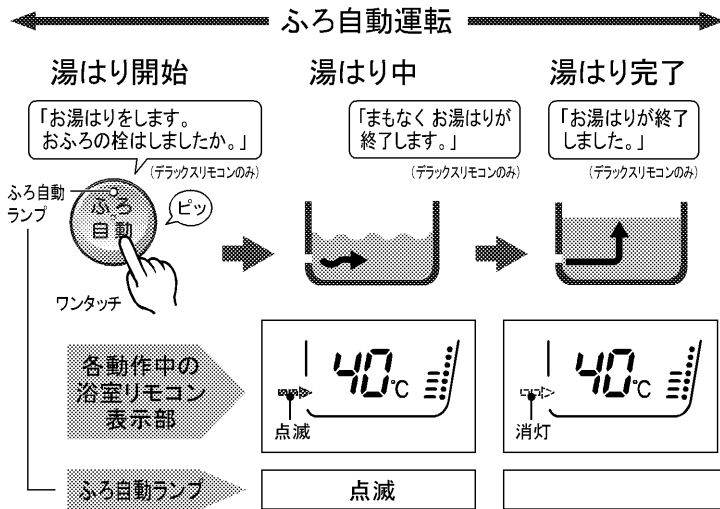 ふろ自動運転
湯はり開始
湯はり中
湯はり完了
「お湯はりをします。
おふろの栓はしましたか。」
(デラックスリモコンのみ)
「まもなくお湯はりが
終了します。」
(デラックスリモコンのみ)
「お湯はりが終了
しました。」
(デラックスリモコンのみ)
ふろ自動
ランプ
ふろ
自動
ピッ
ワンタッチ
各動作中の
浴室リモコン
表示部
40℃
点滅
40℃
消灯
ふろ自動ランプ
点滅